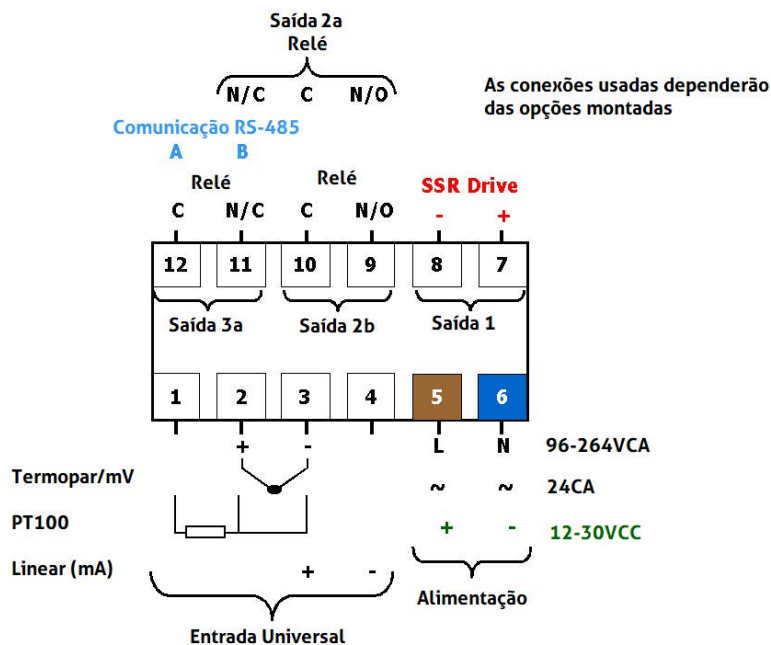 Saída 2a
Relé
N/C C N/O
As conexões usadas dependerão
das opções montadas
Comunicação RS-485
A B
Relé Relé SSR Drive
C N/C C N/O - +
12 11 10 9 8 7
Saída 3a Saída 2b Saída 1
1 2 3 4 5 6
+ - L N 96-264VCA
Termopar/mV ~ ~ 24CA
PT100 + - 12-30VCC
Linear (mA) + -
Alimentação
Entrada Universal